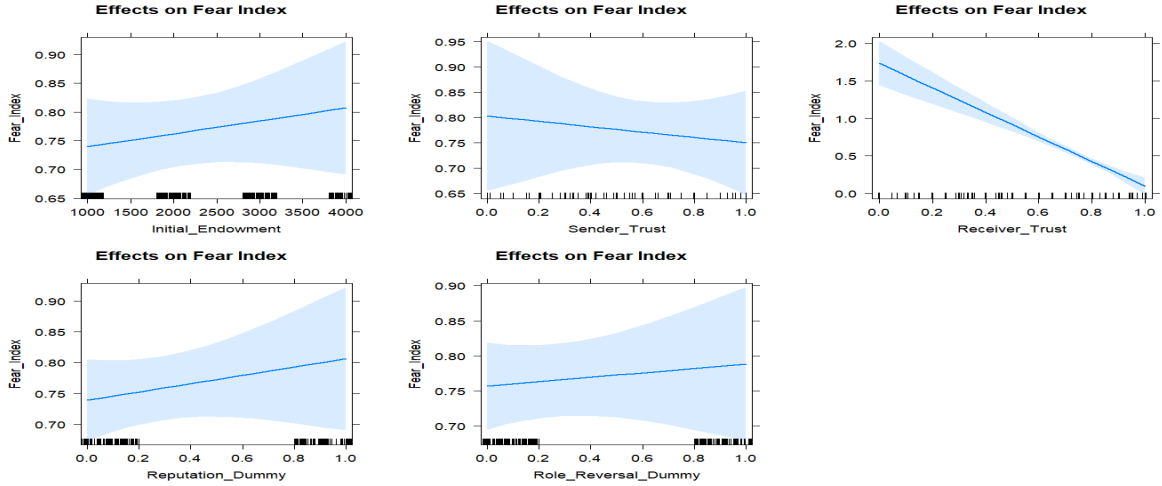 Effects on Fear Index
Fear_Index
0.90
0.85
0.80
0.75
0.70
0.65
1000 1500 2000 2500 3000 3500 4000
Initial_Endowment
Effects on Fear Index
Fear_Index
0.95
0.90
0.85
0.80
0.75
0.70
0.65
0.0 0.2 0.4 0.6 0.8 1.0
Sender_Trust
Effects on Fear Index
Fear_Index
2.0
1.5
1.0
0.5
0.0
0.0 0.2 0.4 0.6 0.8 1.0
Receiver_Trust
Effects on Fear Index
Fear_Index
0.90
0.85
0.80
0.75
0.70
0.0 0.2 0.4 0.6 0.8 1.0
Reputation_Dummy
Effects on Fear Index
Fear_Index
0.90
0.85
0.80
0.75
0.70
0.0 0.2 0.4 0.6 0.8 1.0
Role_Reversal_Dummy